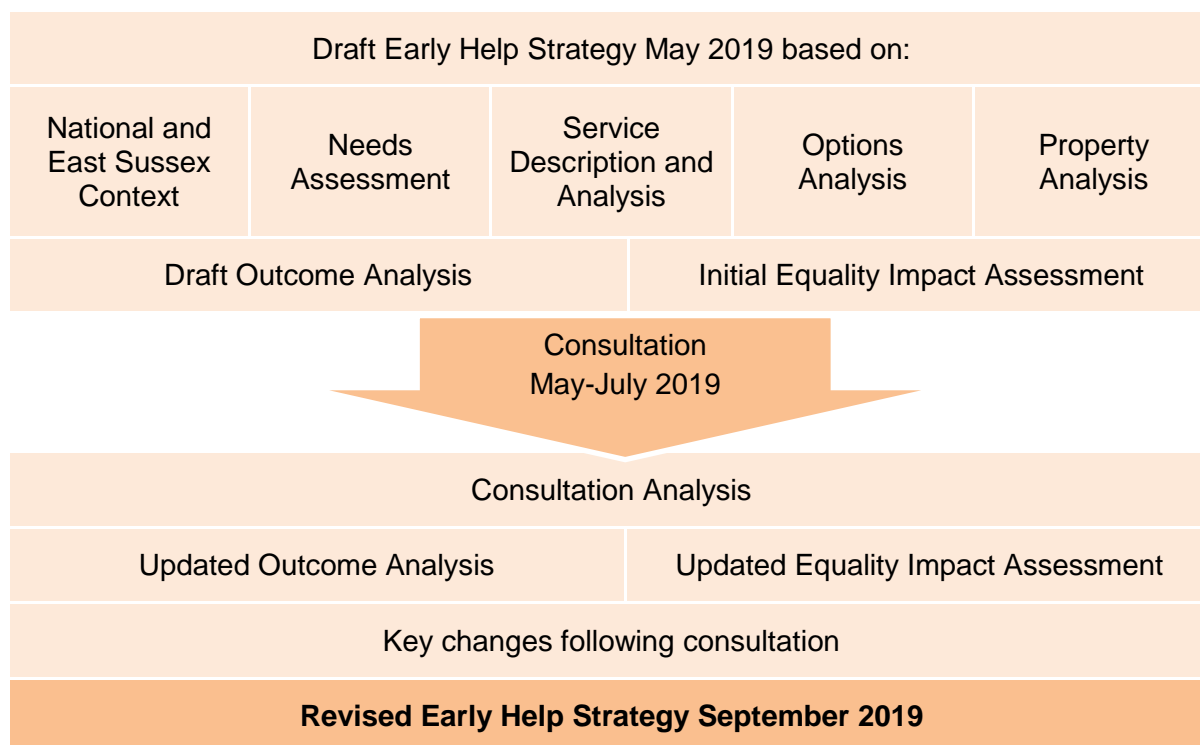 Draft Early Help Strategy May 2019 based on:
National and
East Sussex
Context
Needs
Assessment
Service
Description and
Analysis
Options
Analysis
Property
Analysis
Draft Outcome Analysis
Initial Equality Impact Assessment
Consultation
May-July 2019
Consultation Analysis
Updated Outcome Analysis
Updated Equality Impact Assessment
Key changes following consultation
Revised Early Help Strategy September 2019